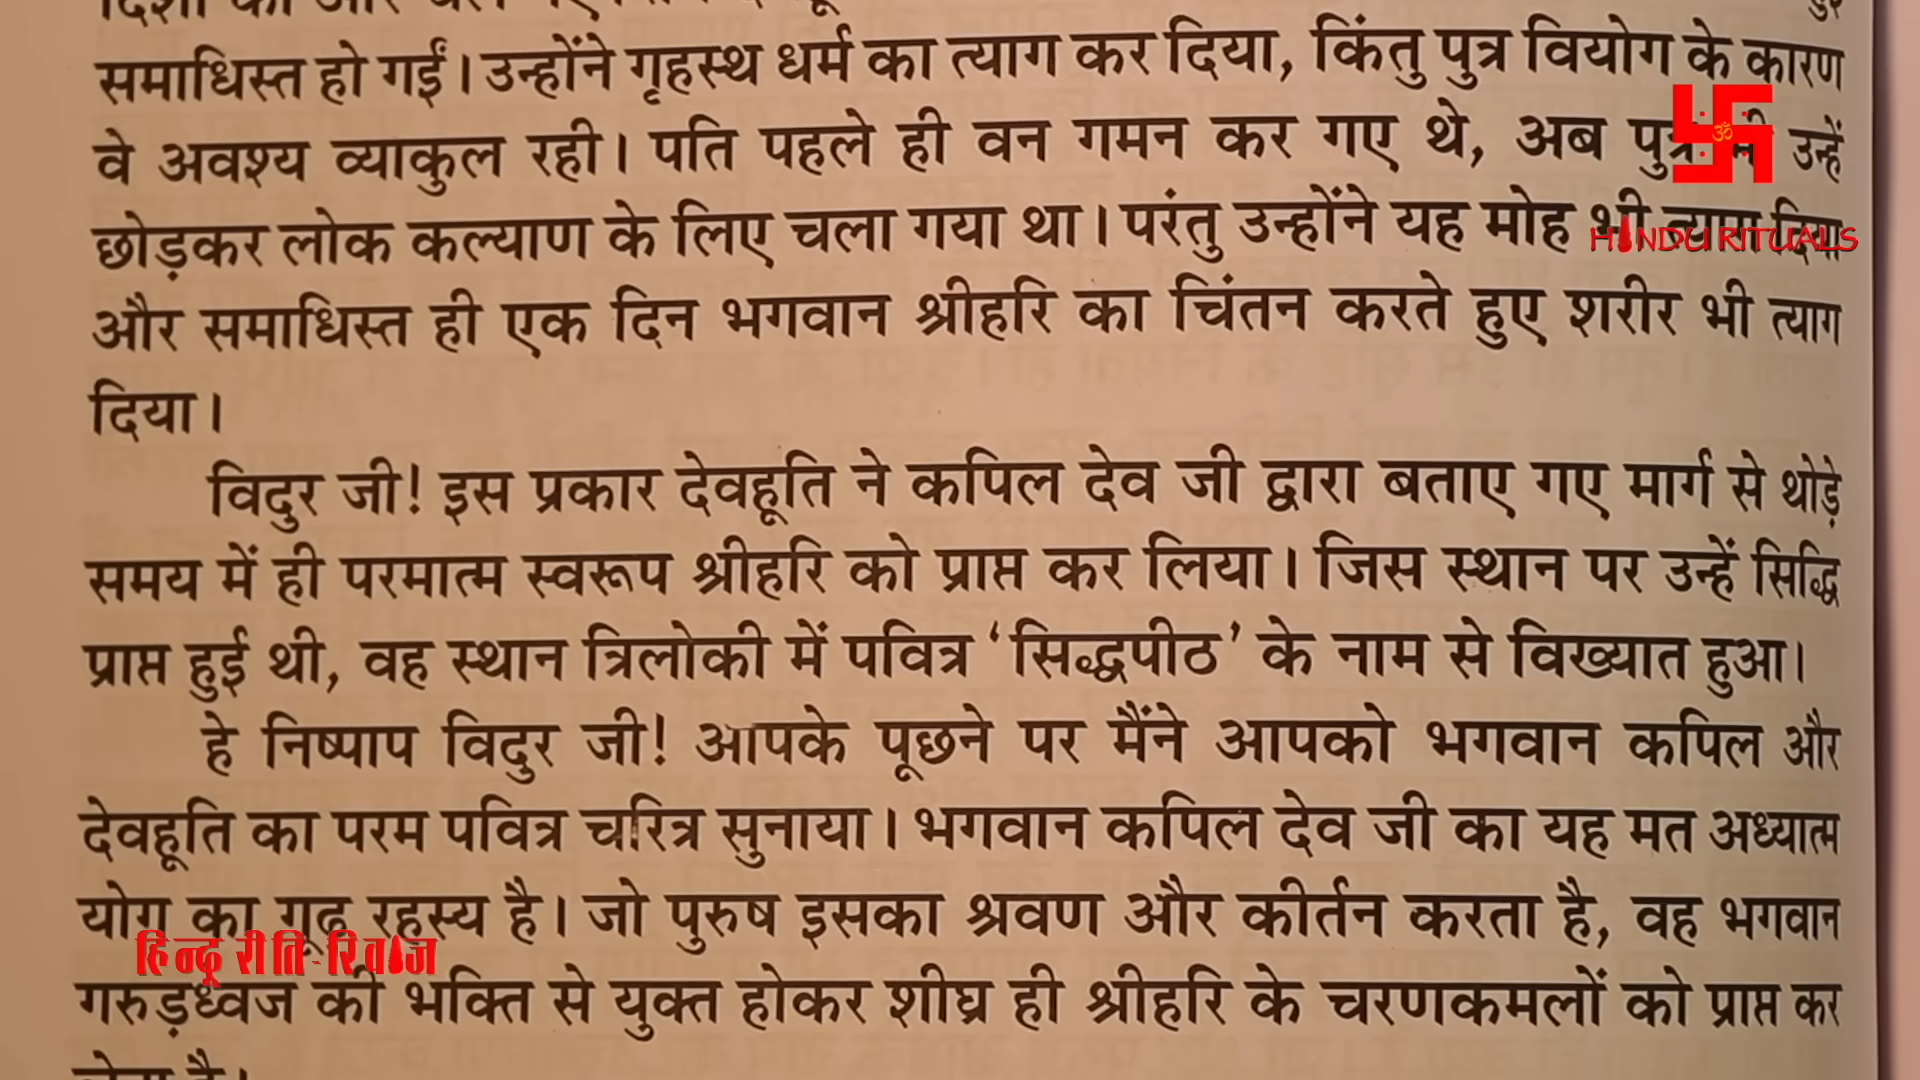 समाधिस्त हो गईं। उन्होंने गृहस्थ धर्म का त्याग कर दिया, किंतु पुत्र वियोग के कारण
वे अवश्य व्याकुल रही। पति पहले ही वन गमन कर गए थे, अब पुत्र भी उन्हें
छोड़कर लोक कल्याण के लिए चला गया था। परंतु उन्होंने यह मोह भी त्याग दिया
HINDU RITUALS
और समाधिस्त ही एक दिन भगवान श्रीहरि का चिंतन करते हुए शरीर भी त्याग
दिया।
विदुर जी! इस प्रकार देवहूति ने कपिल देव जी द्वारा बताए गए मार्ग से थोड़े
समय में ही परमात्म स्वरूप श्रीहरि को प्राप्त कर लिया। जिस स्थान पर उन्हें सिद्धि
प्राप्त हुई थी, वह स्थान त्रिलोकी में पवित्र ‘सिद्धपीठ’ के नाम से विख्यात हुआ।
हे निष्पाप विदुर जी! आपके पूछने पर मैंने आपको भगवान कपिल और
देवहूति का परम पवित्र चरित्र सुनाया। भगवान कपिल देव जी का यह मत अध्यात्म
योग का गूढ़ रहस्य है। जो पुरुष इसका श्रवण और कीर्तन करता है, वह भगवान
हिन्दू रीति-रिवाज
गरुड़ध्वज की भक्ति से युक्त होकर शीघ्र ही श्रीहरि के चरणकमलों को प्राप्त कर